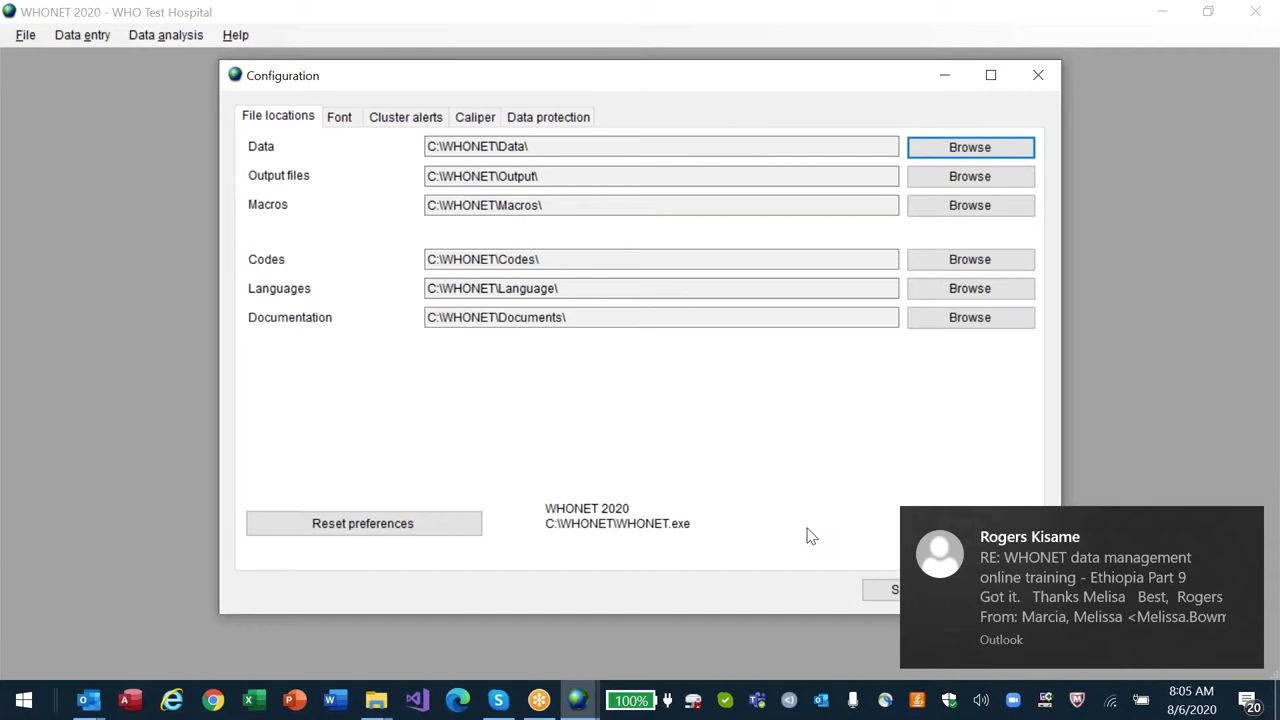 WHONET 2020 - WHO Test Hospital
File Data entry Data analysis Help
Configuration
File locations Font Cluster alerts Caliper Data protection
Data C:\WHONET\Data\ Browse
Output files C:\WHONET\Output\ Browse
Macros C:\WHONET\Macros\ Browse
Codes C:\WHONET\Codes\ Browse
Languages C:\WHONET\Language\ Browse
Documentation C:\WHONET\Documents\ Browse
WHONET 2020
Reset preferences C:\WHONET\WHONET.exe
Rogers Kisame
RE: WHONET data management
online training - Ethiopia Part 9
Got it. Thanks Melisa Best, Rogers
From: Marcia, Melissa <Melissa.Bowm
Outlook
100%
8:05 AM
8/6/2020
20